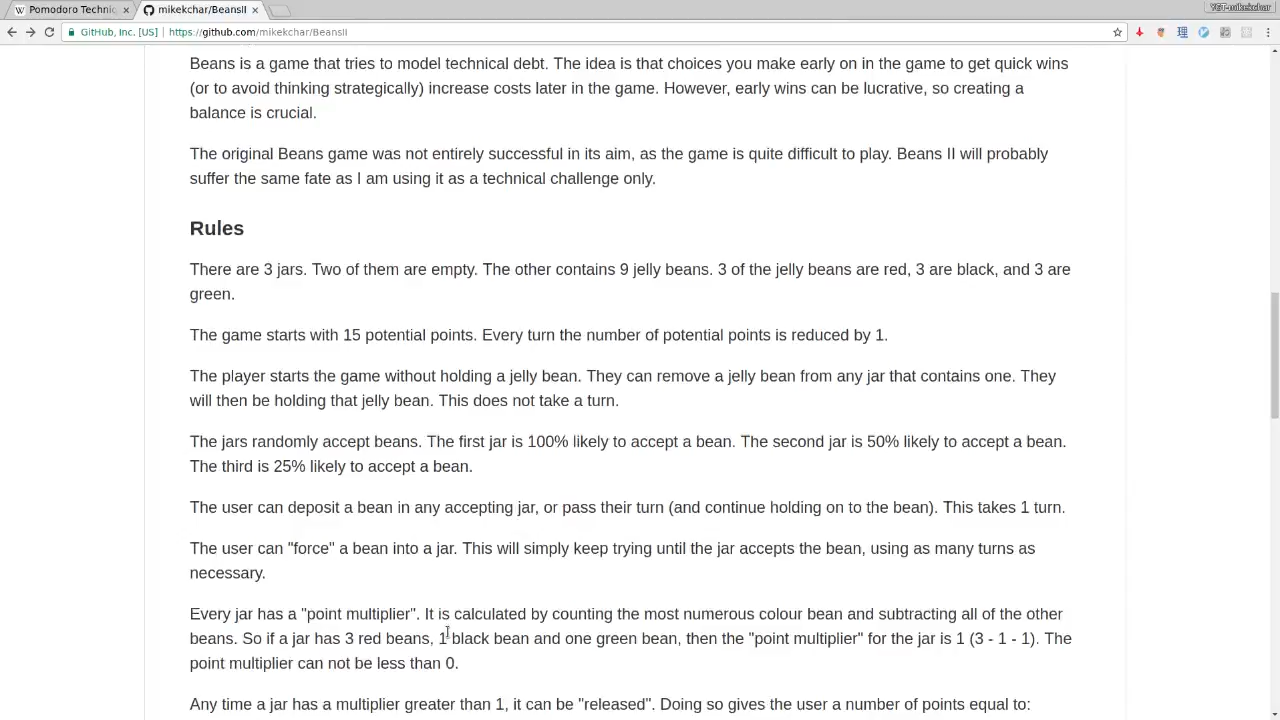 Pomodoro Techniq
mikekchar/BeansII
YGT-mikekchar
GitHub, Inc. [US]
https://github.com/mikekchar/BeansII
Beans is a game that tries to model technical debt. The idea is that choices you make early on in the game to get quick wins
(or to avoid thinking strategically) increase costs later in the game. However, early wins can be lucrative, so creating a
balance is crucial.
The original Beans game was not entirely successful in its aim, as the game is quite difficult to play. Beans II will probably
suffer the same fate as I am using it as a technical challenge only.
Rules
There are 3 jars. Two of them are empty. The other contains 9 jelly beans. 3 of the jelly beans are red, 3 are black, and 3 are
green.
The game starts with 15 potential points. Every turn the number of potential points is reduced by 1.
The player starts the game without holding a jelly bean. They can remove a jelly bean from any jar that contains one. They
will then be holding that jelly bean. This does not take a turn.
The jars randomly accept beans. The first jar is 100% likely to accept a bean. The second jar is 50% likely to accept a bean.
The third is 25% likely to accept a bean.
The user can deposit a bean in any accepting jar, or pass their turn (and continue holding on to the bean). This takes 1 turn.
The user can "force" a bean into a jar. This will simply keep trying until the jar accepts the bean, using as many turns as
necessary.
Every jar has a "point multiplier". It is calculated by counting the most numerous colour bean and subtracting all of the other
beans. So if a jar has 3 red beans, 1 black bean and one green bean, then the "point multiplier" for the jar is 1 (3 - 1 - 1). The
point multiplier can not be less than 0.
Any time a jar has a multiplier greater than 1, it can be "released". Doing so gives the user a number of points equal to: